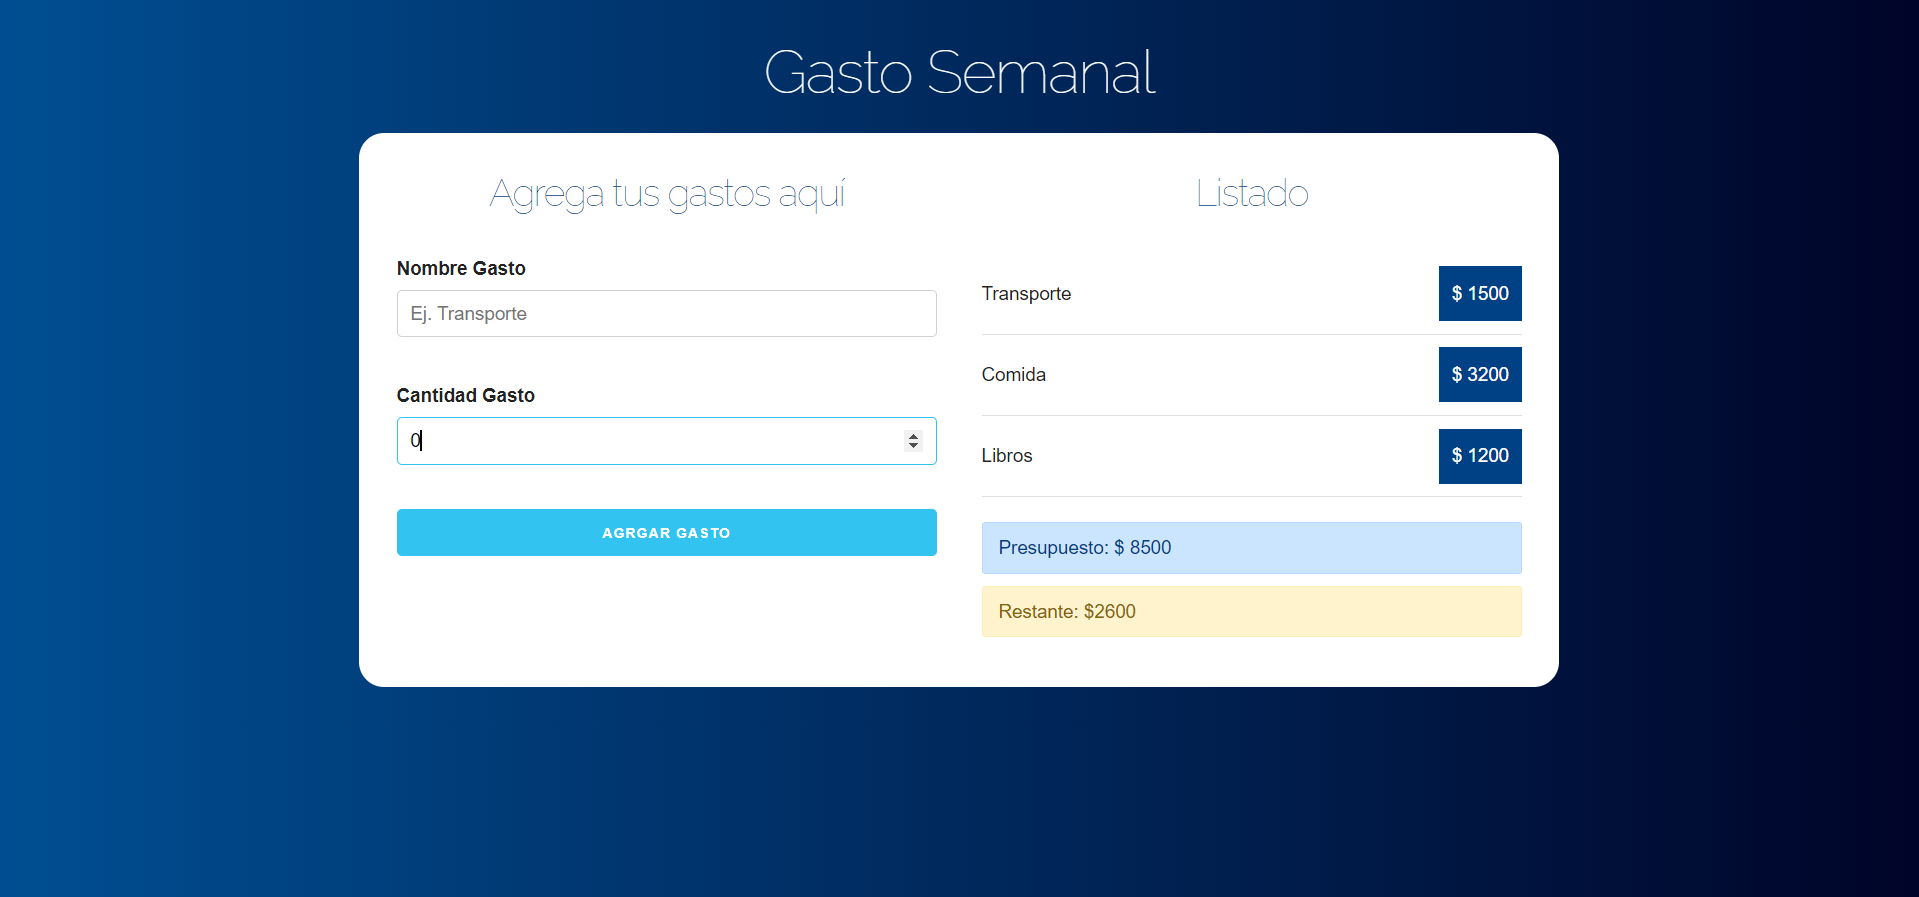 Gasto Semanal
Agrega tus gastos aquí
Nombre Gasto
Ej. Transporte
Cantidad Gasto
0
AGRGAR GASTO
Listado
Transporte $ 1500
Comida $ 3200
Libros $ 1200
Presupuesto: $ 8500
Restante: $2600